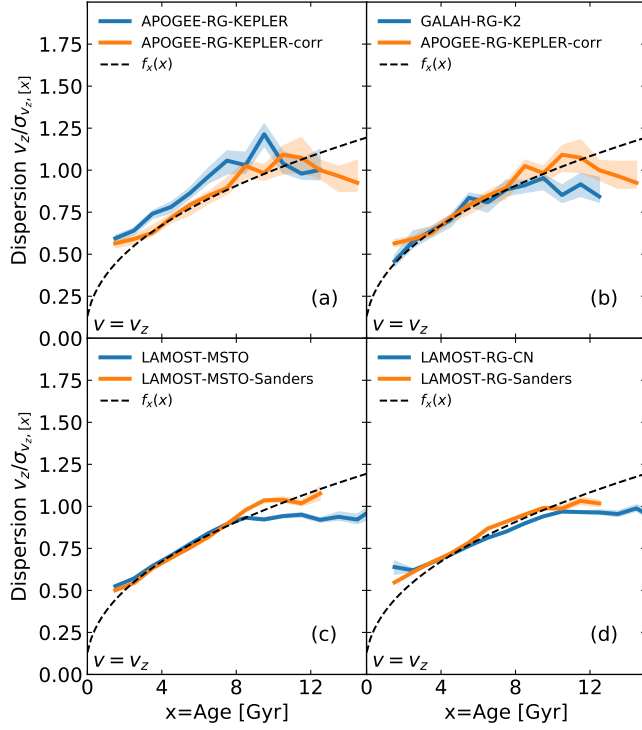 APOGEE-RG-KEPLER
APOGEE-RG-KEPLER-corr
f_x(x)
(a)
v = v_z
Dispersion v_z/σ_{v_z, [x]}
1.75
1.50
1.25
1.00
0.75
0.50
0.25
0.00
GALAH-RG-K2
APOGEE-RG-KEPLER-corr
f_x(x)
(b)
v = v_z
LAMOST-MSTO
LAMOST-MSTO-Sanders
f_x(x)
(c)
v = v_z
Dispersion v_z/σ_{v_z, [x]}
1.75
1.50
1.25
1.00
0.75
0.50
0.25
0.00
0 4 8 12
x=Age [Gyr]
LAMOST-RG-CN
LAMOST-RG-Sanders
f_x(x)
(d)
v = v_z
0 4 8 12
x=Age [Gyr]